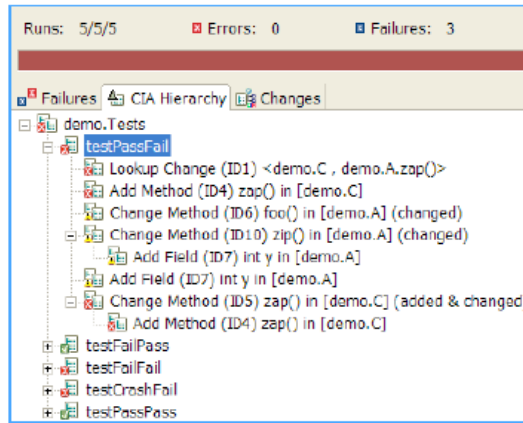 Runs: 5/5/5 Errors: 0 Failures: 3
Failures CIA Hierarchy Changes
demo.Tests
testPassFail
Lookup Change (ID1) <demo.C , demo.A.zap()>
Add Method (ID4) zap() in [demo.C]
Change Method (ID6) foo() in [demo.A] (changed)
Change Method (ID10) zip() in [demo.A] (changed)
Add Field (ID7) int y in [demo.A]
Add Field (ID7) int y in [demo.A]
Change Method (ID5) zap() in [demo.C] (added & changed
Add Method (ID4) zap() in [demo.C]
testFailPass
testFailFail
testCrashFail
testPassPass